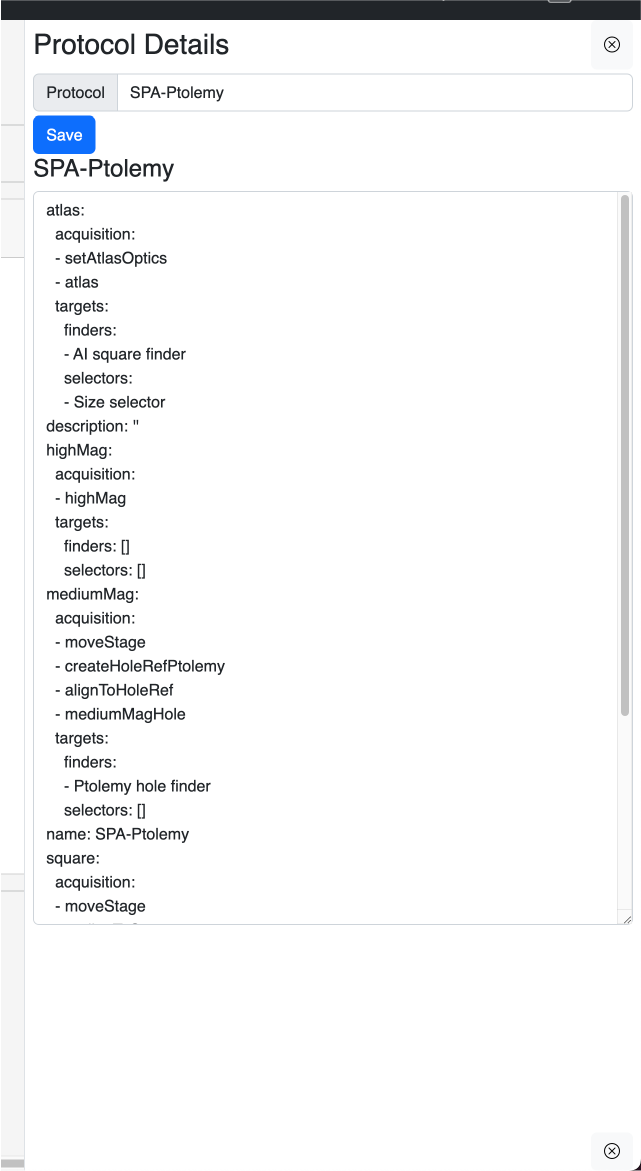 Protocol Details
Protocol SPA-Ptolemy
Save
SPA-Ptolemy
atlas:
  acquisition:
  - setAtlasOptics
  - atlas
  targets:
    finders:
    - AI square finder
    selectors:
    - Size selector
description: ''
highMag:
  acquisition:
  - highMag
  targets:
    finders: []
    selectors: []
mediumMag:
  acquisition:
  - moveStage
  - createHoleRefPtolemy
  - alignToHoleRef
  - mediumMagHole
  targets:
    finders:
    - Ptolemy hole finder
    selectors: []
name: SPA-Ptolemy
square:
  acquisition:
  - moveStage